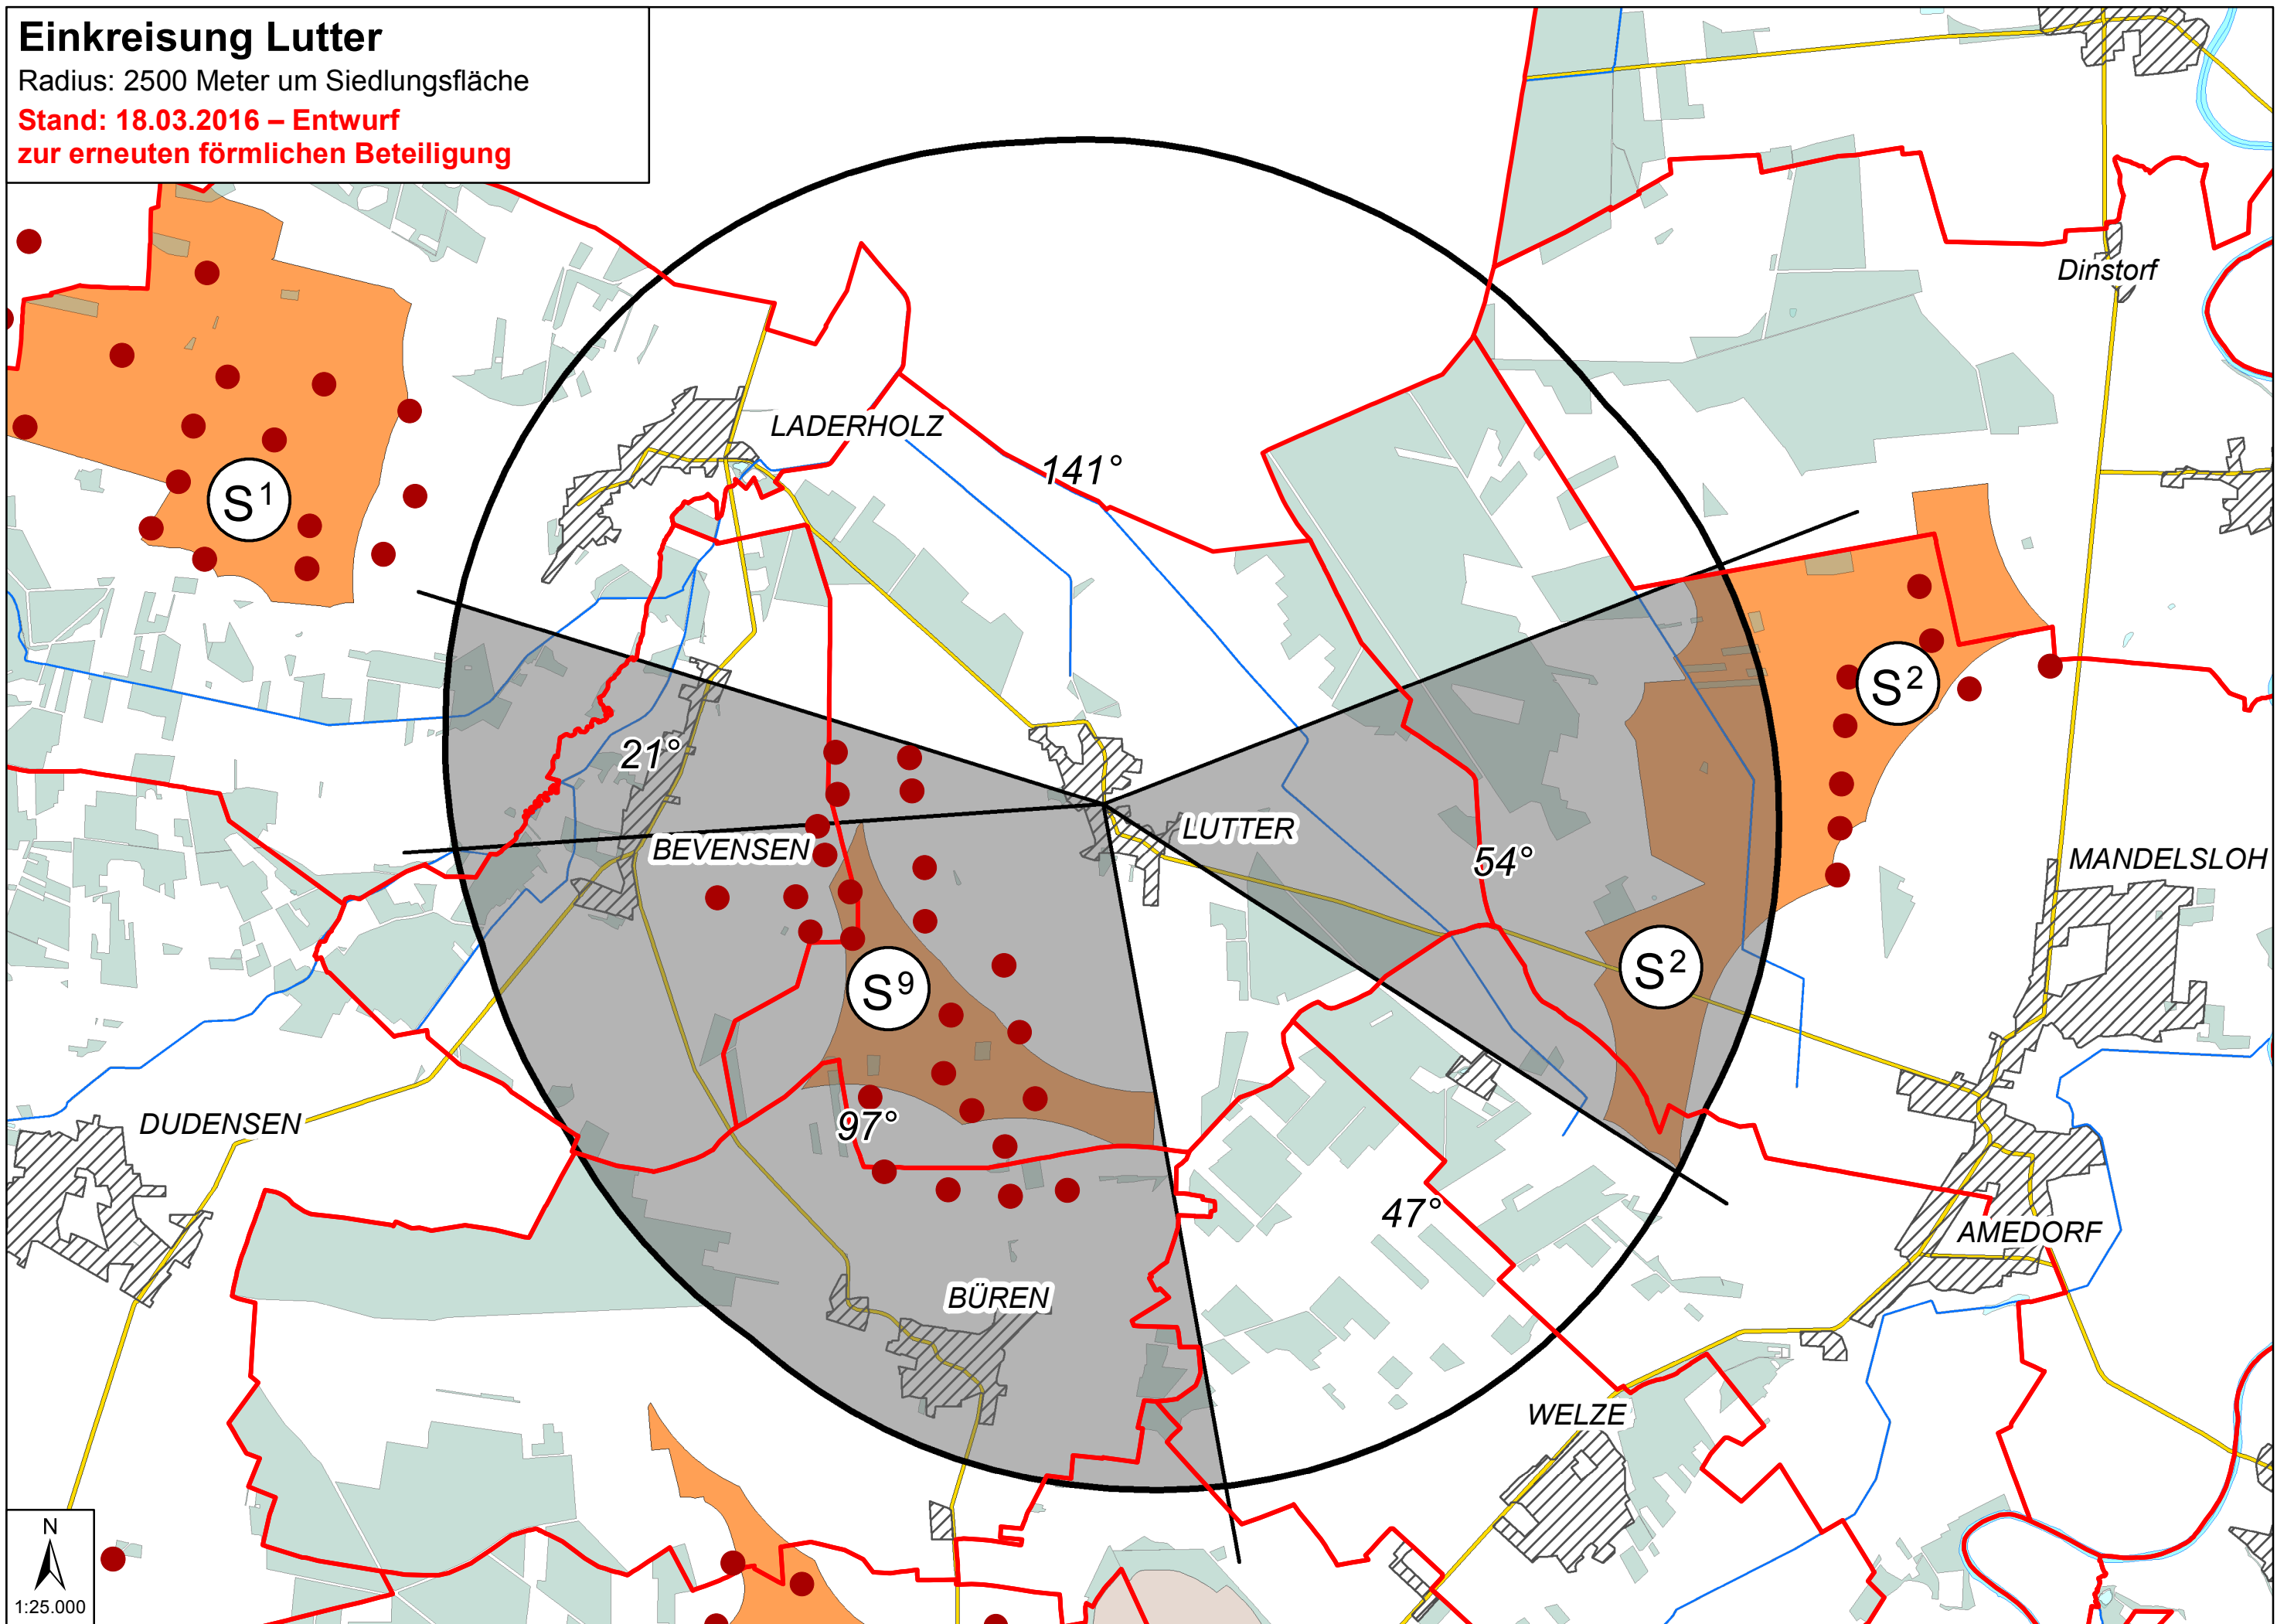 Einkreisung Lutter
Radius: 2500 Meter um Siedlungsfläche
Stand: 18.03.2016 – Entwurf
zur erneuten förmlichen Beteiligung
Dinstorf
LADERHOLZ
141°
S1
S2
21°
BEVENSEN
LUTTER
54°
MANDELSLOH
S2
S9
DUDENSEN
97°
47°
AMEDORF
BÜREN
WELZE
N
1:25.000